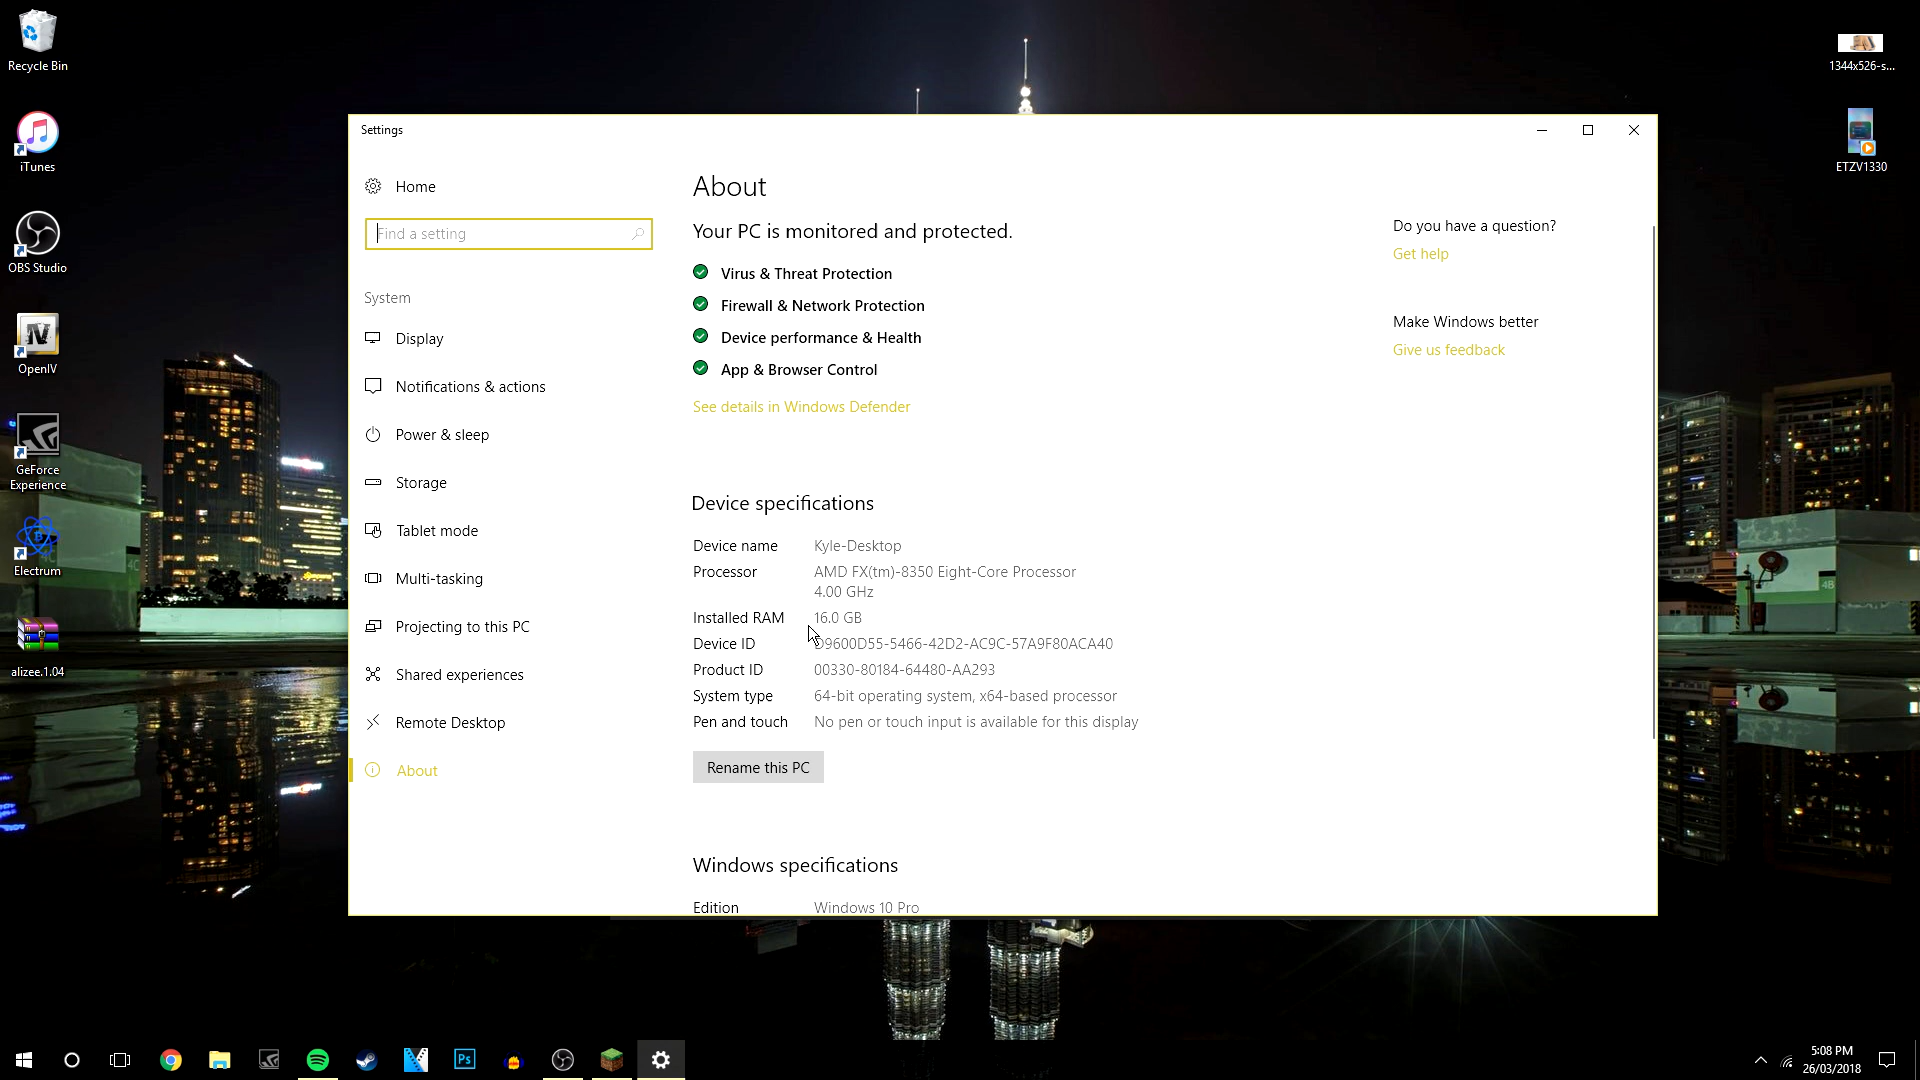 Recycle Bin
iTunes
OBS Studio
OpenIV
GeForce
Experience
Electrum
alizee.1.04
1344x526-s...
ETZV1330
Settings
Home
Find a setting
System
Display
Notifications & actions
Power & sleep
Storage
Tablet mode
Multi-tasking
Projecting to this PC
Shared experiences
Remote Desktop
About
About
Your PC is monitored and protected.
Virus & Threat Protection
Firewall & Network Protection
Device performance & Health
App & Browser Control
See details in Windows Defender
Device specifications
Device name Kyle-Desktop
Processor AMD FX(tm)-8350 Eight-Core Processor
4.00 GHz
Installed RAM 16.0 GB
Device ID D9600D55-5466-42D2-AC9C-57A9F80ACA40
Product ID 00330-80184-64480-AA293
System type 64-bit operating system, x64-based processor
Pen and touch No pen or touch input is available for this display
Rename this PC
Windows specifications
Edition Windows 10 Pro
Do you have a question?
Get help
Make Windows better
Give us feedback
4C
4B
Ps
5:08 PM
26/03/2018